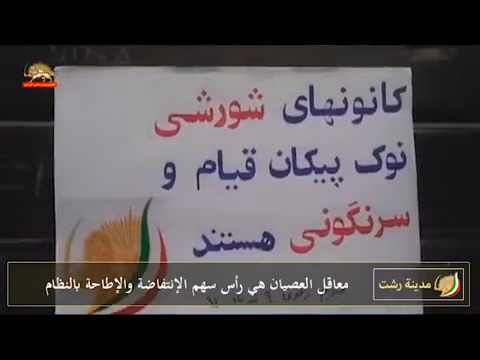 کانونهای شورشی
نوک پیکان قیام و
سرنگونی هستند
معاقل العصيان هي رأس سهم الإنتفاضة والإطاحة بالنظام
مدينة رشت